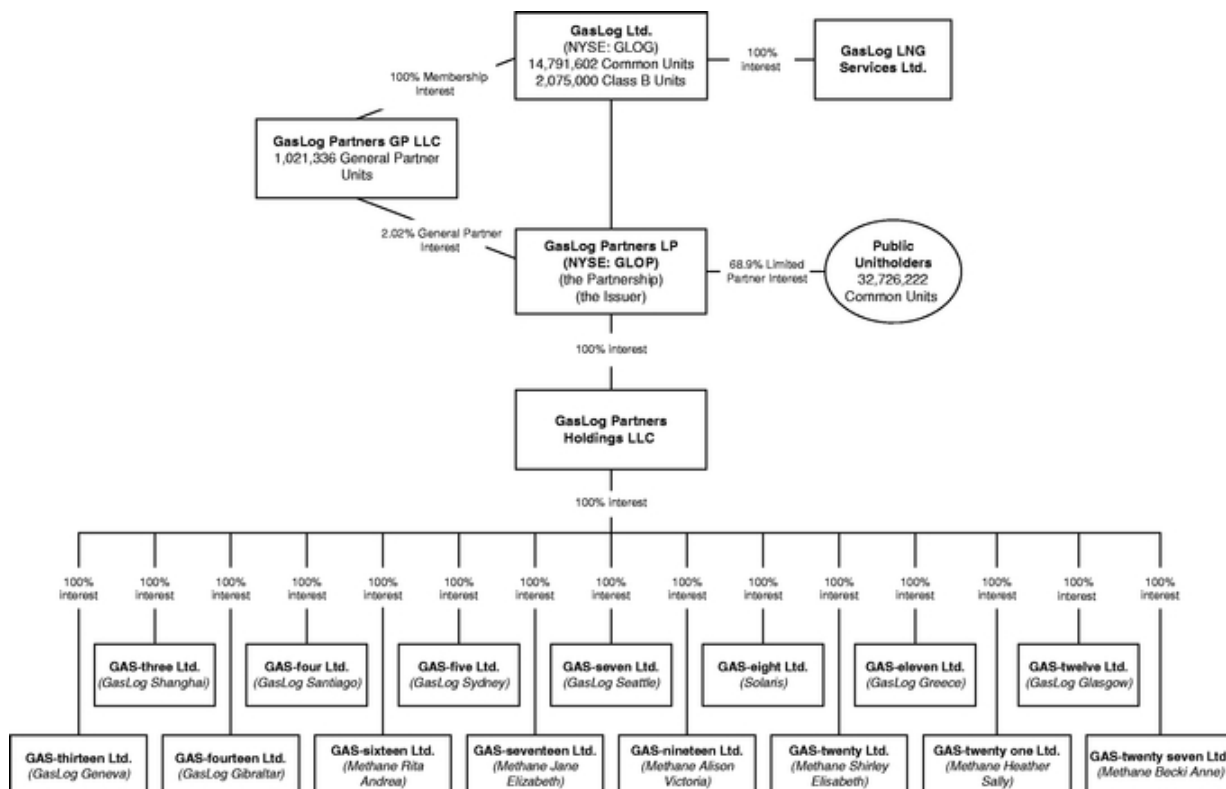 GasLog Ltd.
(NYSE: GLOG)
14,791,602 Common Units
2,075,000 Class B Units
100%
interest
GasLog LNG
Services Ltd.
100% Membership
Interest
GasLog Partners GP LLC
1,021,336 General Partner
Units
2.02% General Partner
Interest
GasLog Partners LP
(NYSE: GLOP)
(the Partnership)
(the Issuer)
68.9% Limited
Partner Interest
Public
Unitholders
32,726,222
Common Units
100% interest
GasLog Partners
Holdings LLC
100% interest
100%
interest
100%
interest
100%
interest
100%
interest
100%
interest
100%
interest
100%
interest
100%
interest
100%
interest
100%
interest
100%
interest
100%
interest
100%
interest
100%
interest
100%
interest
GAS-three Ltd.
(GasLog Shanghai)
GAS-four Ltd.
(GasLog Santiago)
GAS-five Ltd.
(GasLog Sydney)
GAS-seven Ltd.
(GasLog Seattle)
GAS-eight Ltd.
(Solaris)
GAS-eleven Ltd.
(GasLog Greece)
GAS-twelve Ltd.
(GasLog Glasgow)
GAS-thirteen Ltd.
(GasLog Geneva)
GAS-fourteen Ltd.
(GasLog Gibraltar)
GAS-sixteen Ltd.
(Methane Rita
Andrea)
GAS-seventeen Ltd.
(Methane Jane
Elizabeth)
GAS-nineteen Ltd.
(Methane Alison
Victoria)
GAS-twenty Ltd.
(Methane Shirley
Elisabeth)
GAS-twenty one Ltd.
(Methane Heather
Sally)
GAS-twenty seven Ltd.
(Methane Becki Anne)